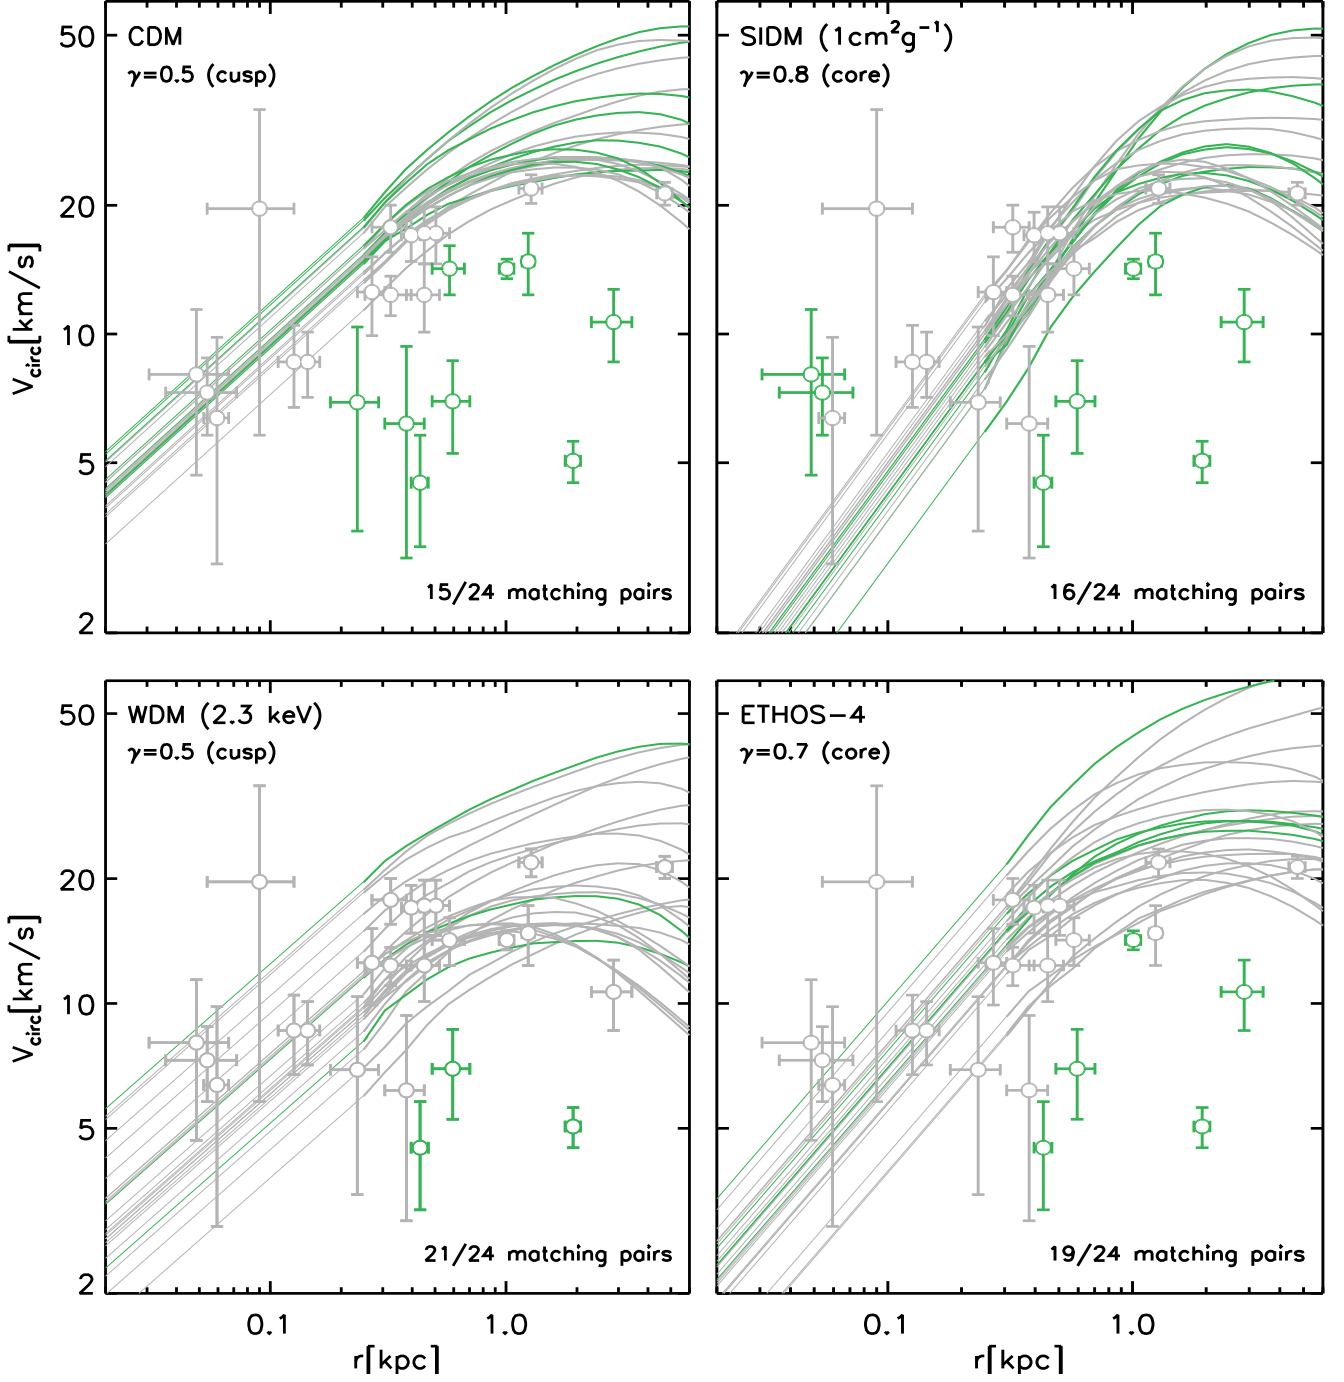 CDM
γ=0.5 (cusp)
15/24 matching pairs
50
20
10
5
2
V_circ[km/s]
SIDM (1cm²g⁻¹)
γ=0.8 (core)
16/24 matching pairs
WDM (2.3 keV)
γ=0.5 (cusp)
21/24 matching pairs
50
20
10
5
2
V_circ[km/s]
0.1 1.0
r[kpc]
ETHOS−4
γ=0.7 (core)
19/24 matching pairs
0.1 1.0
r[kpc]